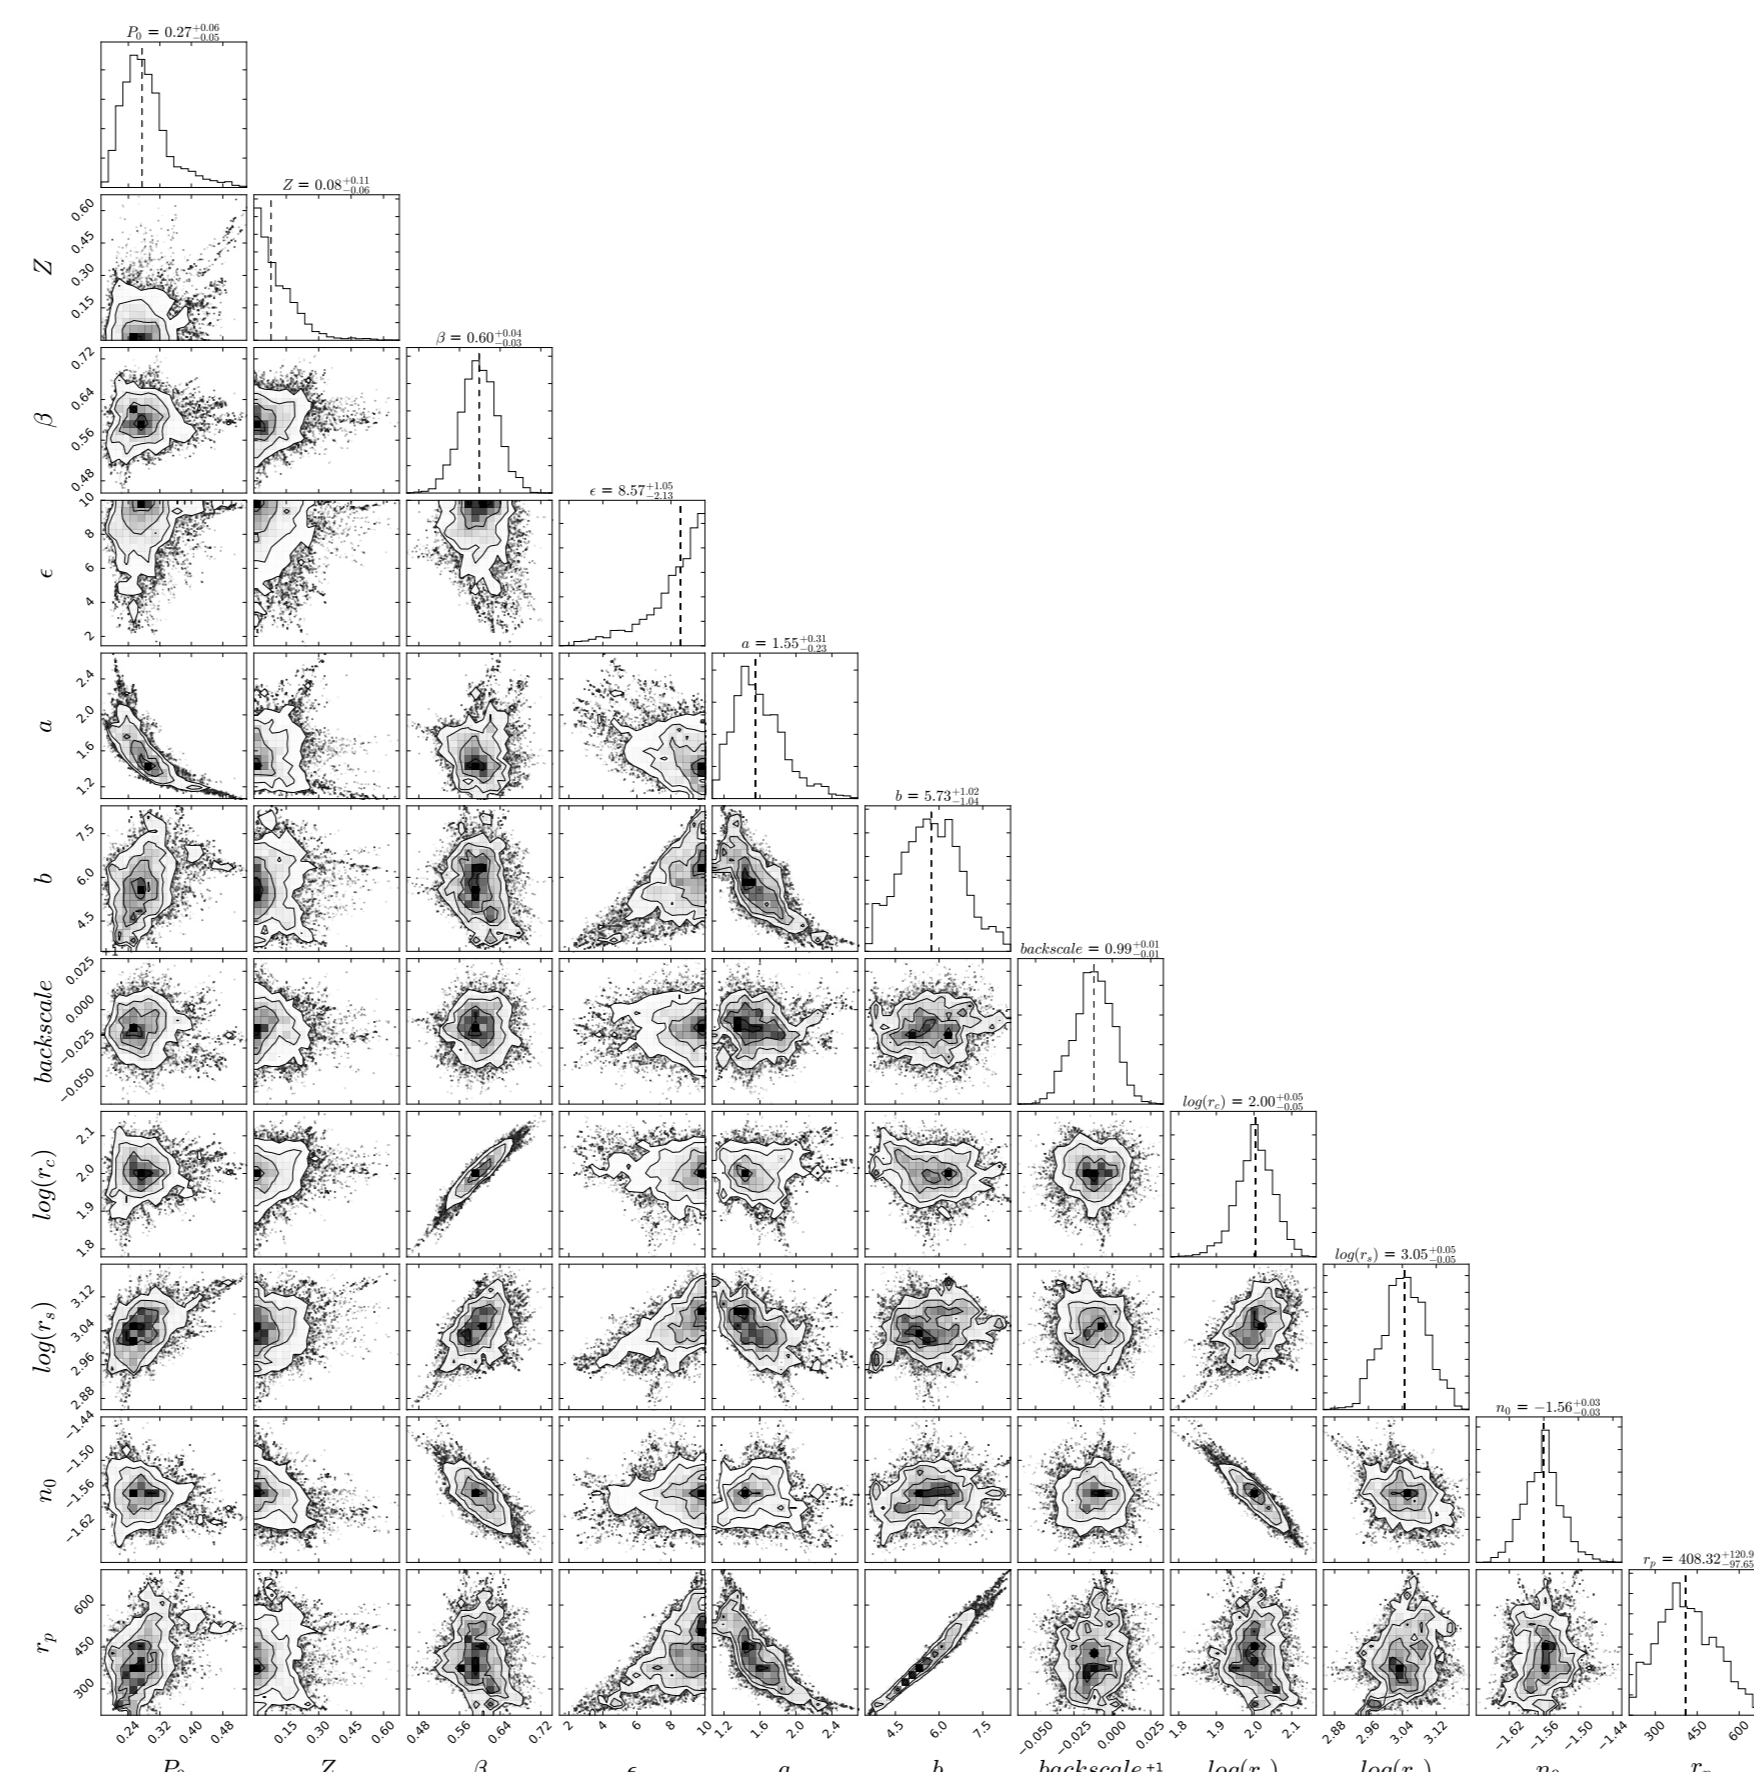 P_0 = 0.27^{+0.06}_{-0.05}
Z = 0.08^{+0.11}_{-0.06}
Z
0.60
0.45
0.30
0.15
β = 0.60^{+0.04}_{-0.03}
β
0.72
0.64
0.56
0.48
ϵ = 8.57^{+1.05}_{-2.13}
ϵ
10
8
6
4
2
a = 1.55^{+0.31}_{-0.23}
a
2.4
2.0
1.6
1.2
b = 5.73^{+1.02}_{-1.04}
b
7.5
6.0
4.5
backscale = 0.99^{+0.01}_{-0.01}
backscale
0.025
0.000
−0.025
−0.050
log(r_c) = 2.00^{+0.05}_{-0.05}
log(r_c)
2.1
2.0
1.9
1.8
log(r_s) = 3.05^{+0.05}_{-0.05}
log(r_s)
3.12
3.04
2.96
2.88
n_0 = −1.56^{+0.03}_{-0.03}
n_0
−1.44
−1.50
−1.56
−1.62
r_p = 408.32^{+120.9}_{-97.65}
r_p
600
450
300
0.24 0.32 0.40 0.48
0.15 0.30 0.45 0.60
0.48 0.56 0.64 0.72
2 4 6 8 10
1.2 1.6 2.0 2.4
4.5 6.0 7.5
−0.050 −0.025 0.000 0.025
1.8 1.9 2.0 2.1
2.88 2.96 3.04 3.12
−1.62 −1.56 −1.50 −1.44
300 450 600
P_0 Z β ϵ a b backscale +1 log(r_c) log(r_s) n_0 r_p